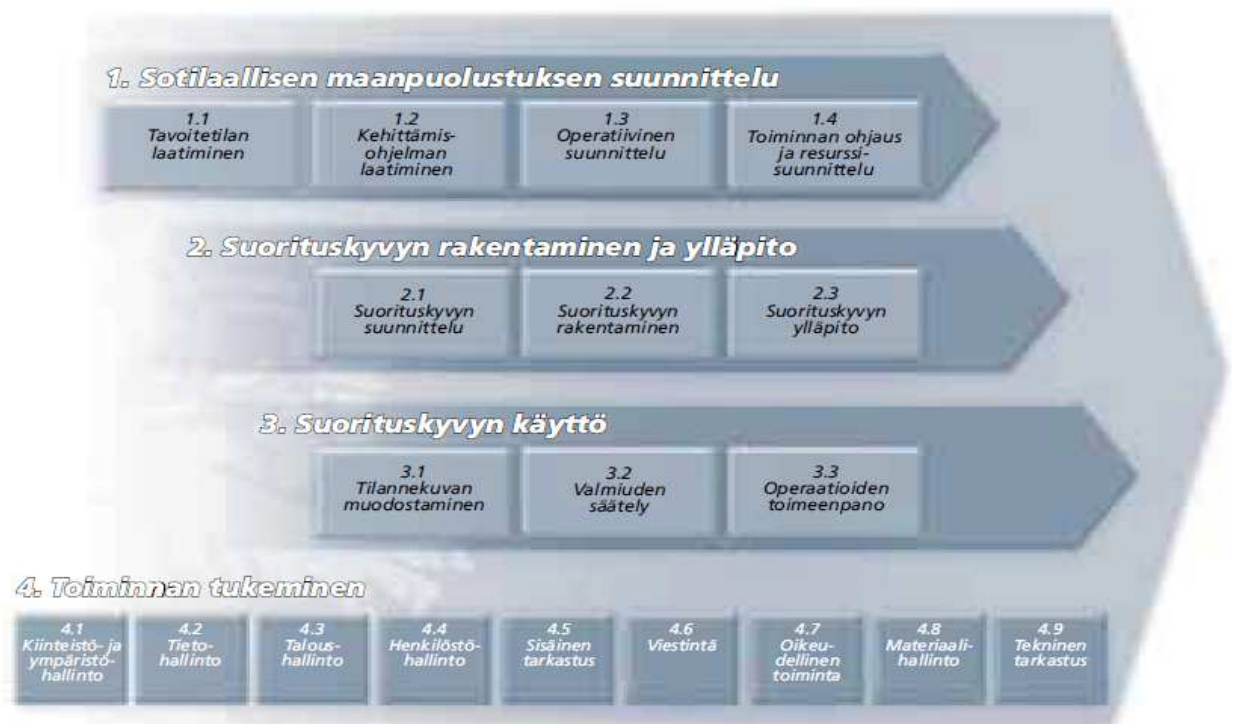 1. Sotilaallisen maanpuolustuksen suunnittelu
1.1
Tavoitetilan
laatiminen
1.2
Kehittämis-
ohjelman
laatiminen
1.3
Operatiivinen
suunnittelu
1.4
Toiminnan ohjaus
ja resurssi-
suunnittelu
2. Suorituskyvyn rakentaminen ja ylläpito
2.1
Suorituskyvyn
suunnittelu
2.2
Suorituskyvyn
rakentaminen
2.3
Suorituskyvyn
ylläpito
3. Suorituskyvyn käyttö
3.1
Tilannekuvan
muodostaminen
3.2
Valmiuden
säätely
3.3
Operaatioiden
toimeenpano
4. Toiminnan tukeminen
4.1
Kiinteistö- ja
ympäristö-
hallinto
4.2
Tieto-
hallinto
4.3
Talous-
hallinto
4.4
Henkilöstö-
hallinto
4.5
Sisäinen
tarkastus
4.6
Viestintä
4.7
Oikeu-
dellinen
toiminta
4.8
Materiaali-
hallinto
4.9
Tekninen
tarkastus